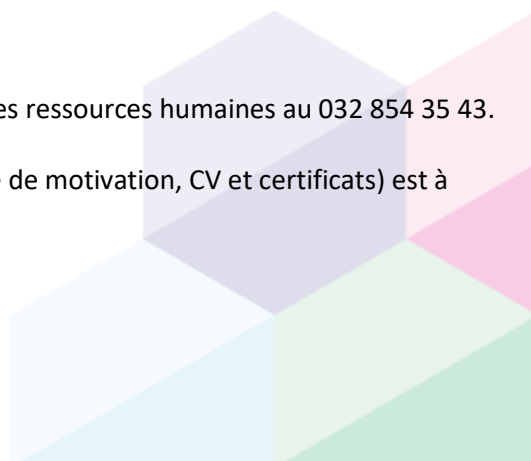 es ressources humaines au 032 854 35 43.
de motivation, CV et certificats) est à